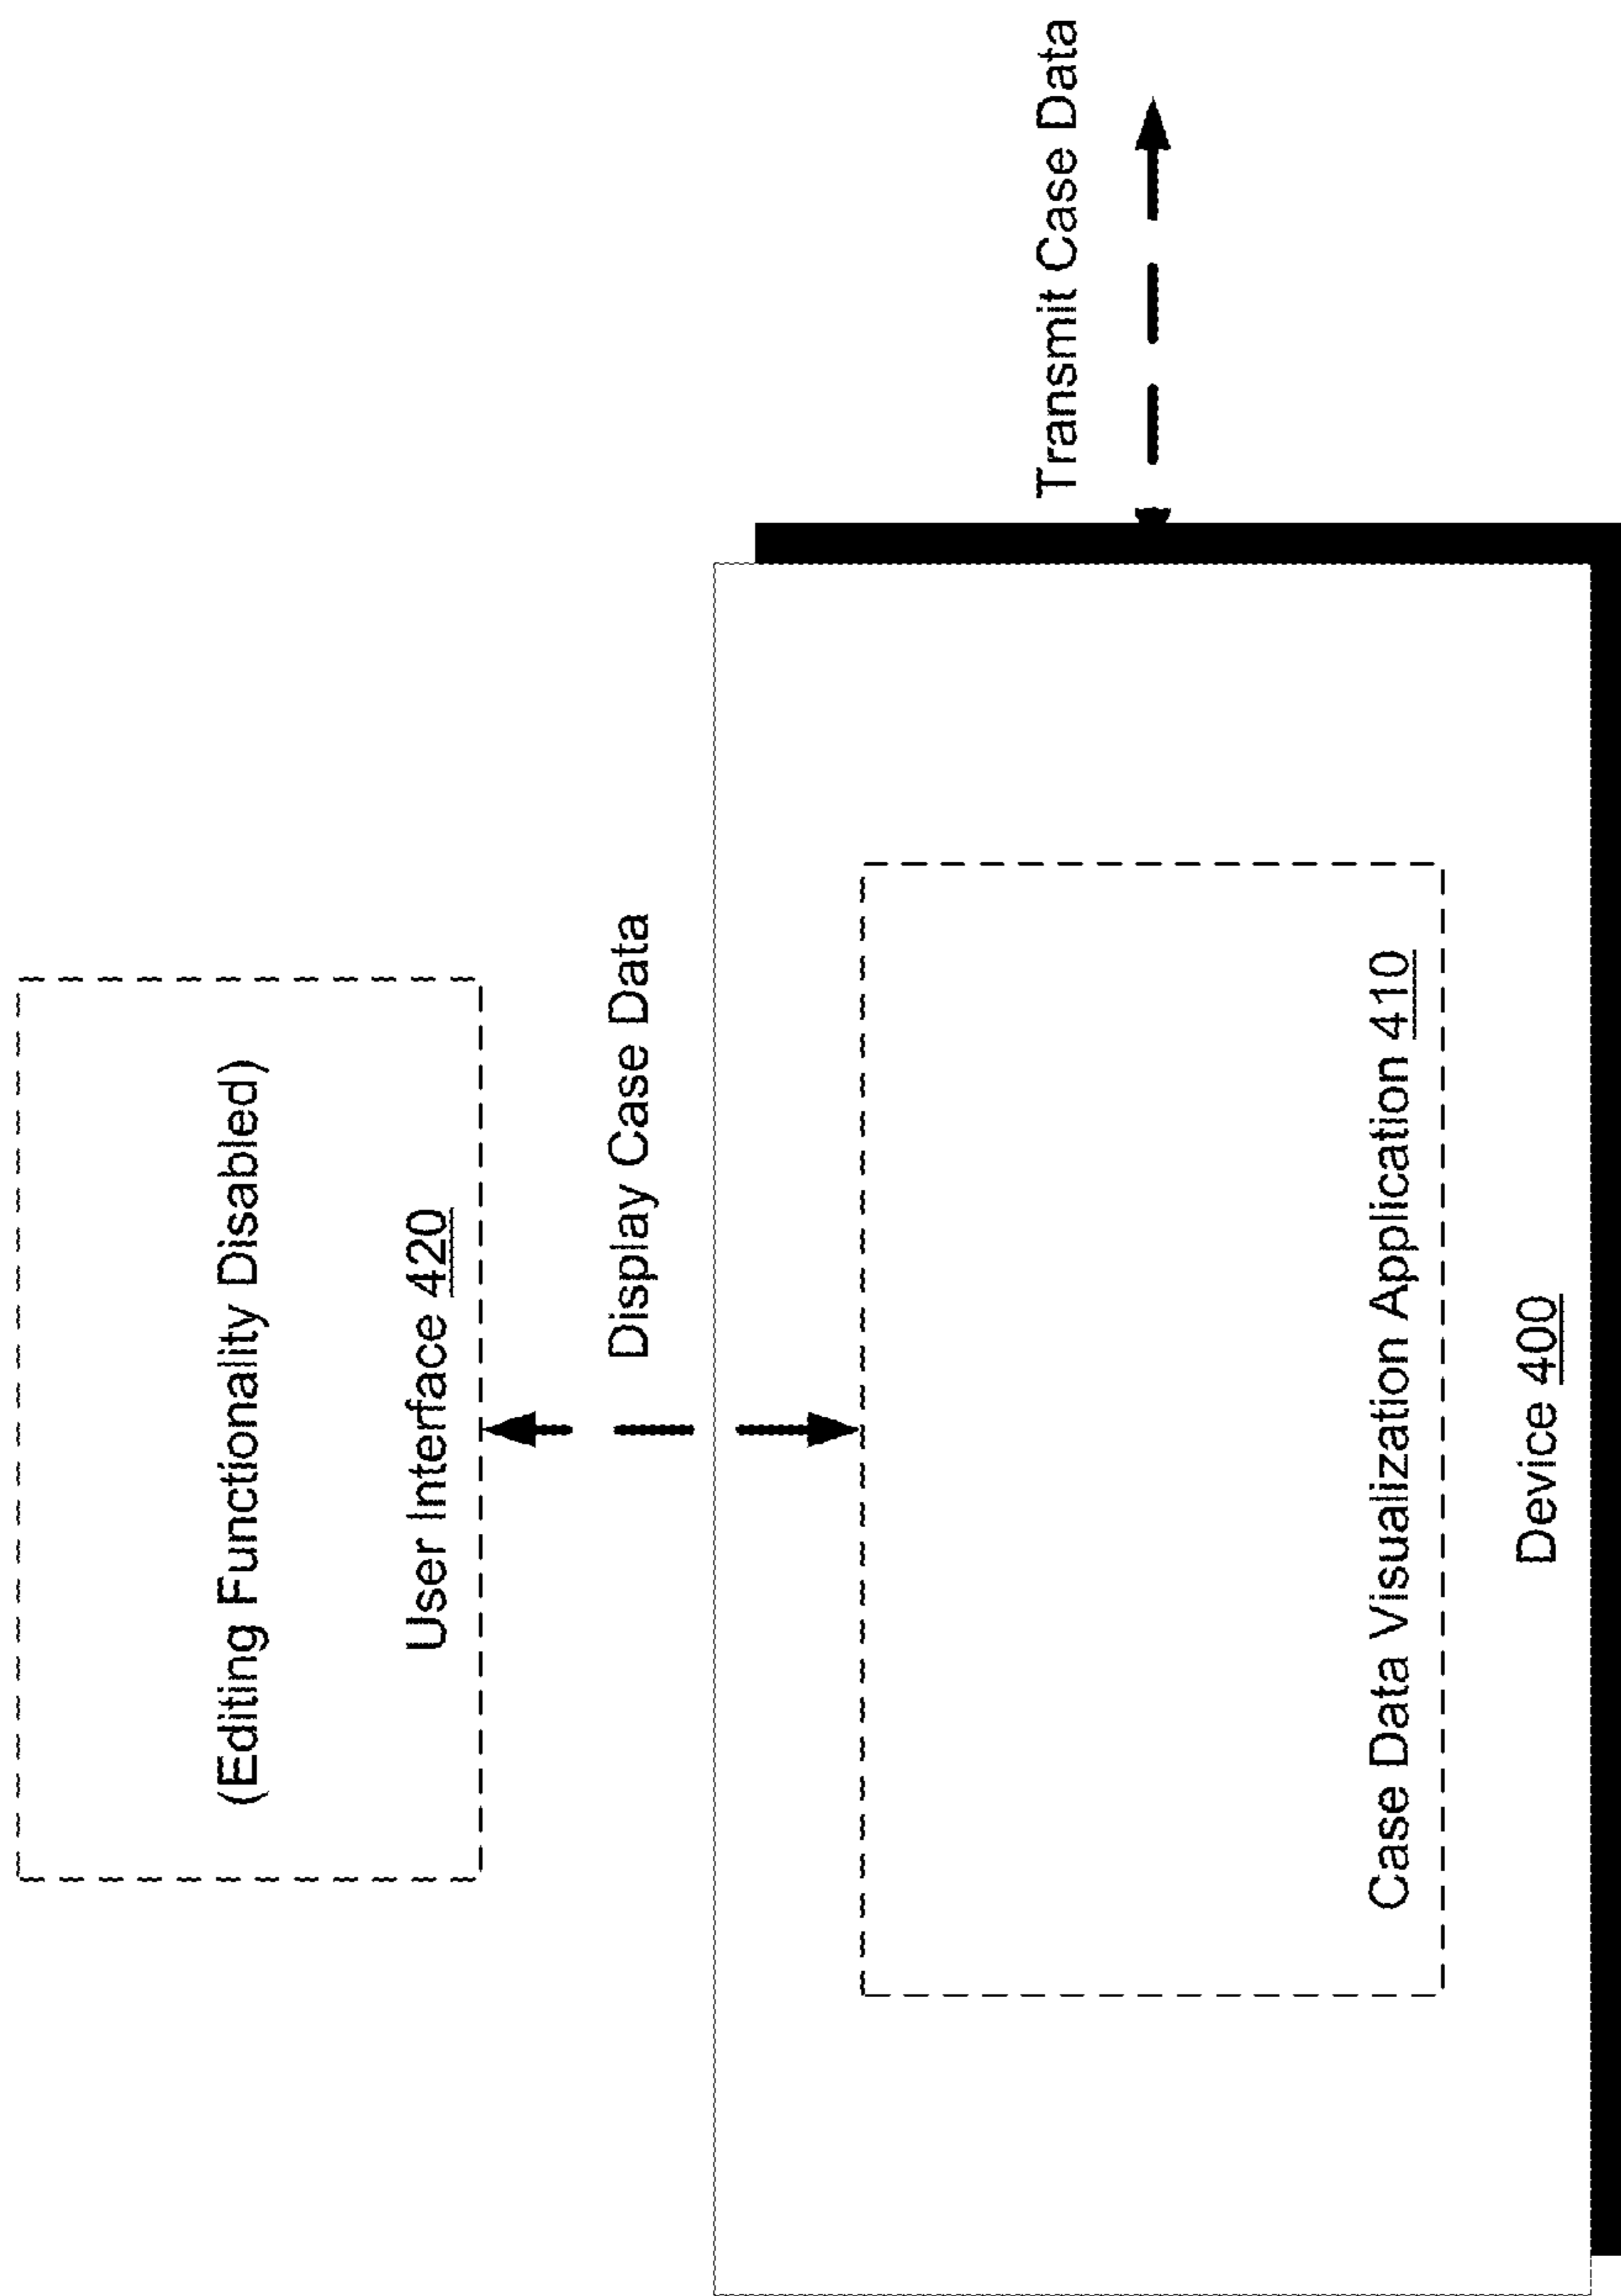 (Editing Functionality Disabled)
User Interface 420
Display Case Data
Transmit Case Data
Case Data Visualization Application 410
Device 400